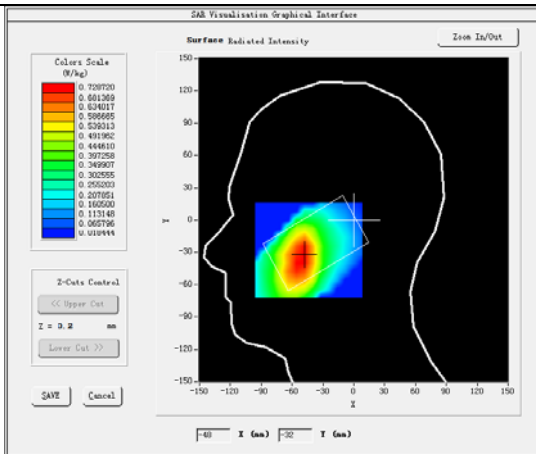 SAR Visualisation Graphical Interface
Surface Radiated Intensity
Zoom In/Out
Colors Scale
(W/kg)
0.728720
0.681369
0.634017
0.586665
0.539313
0.491962
0.444610
0.397258
0.349907
0.302555
0.255203
0.207851
0.160500
0.113148
0.065796
0.018444
Z-Cuts Control
<< Upper Cut
Z = 0.2 mm
Lower Cut >>
SAVE
Cancel
150
120
90
60
30
0
-30
-60
-90
-120
-150
Y
-150 -120 -90 -60 -30 0 30 60 90 120 150
X
-48 X (mm) -32 Y (mm)